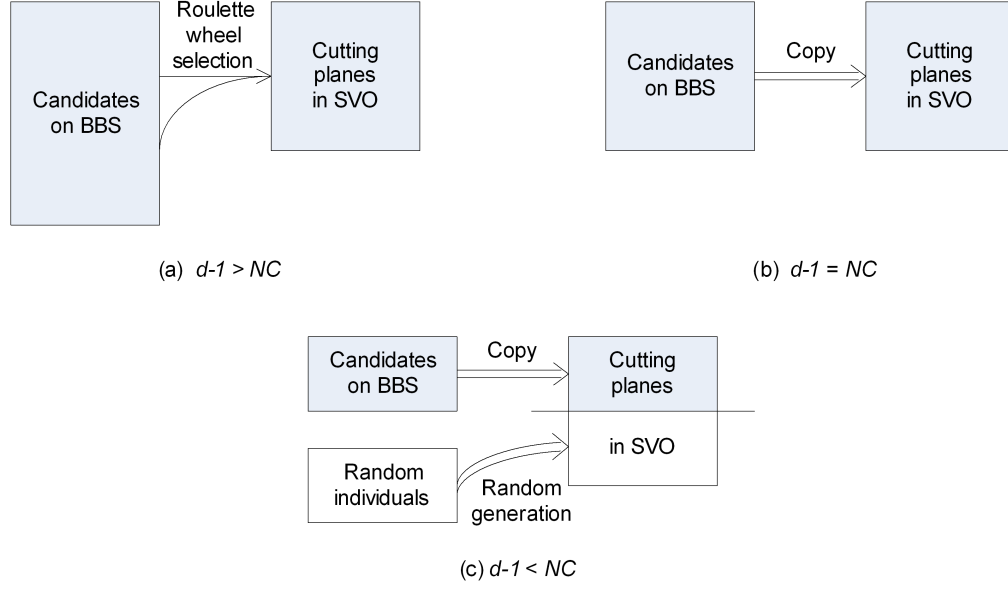 Roulette
wheel
selection
Candidates
on BBS
Cutting
planes
in SVO
(a) d-1 > NC
Candidates
on BBS
Copy
Cutting
planes
in SVO
(b) d-1 = NC
Candidates
on BBS
Copy
Cutting
planes
in SVO
Random
individuals
Random
generation
(c) d-1 < NC